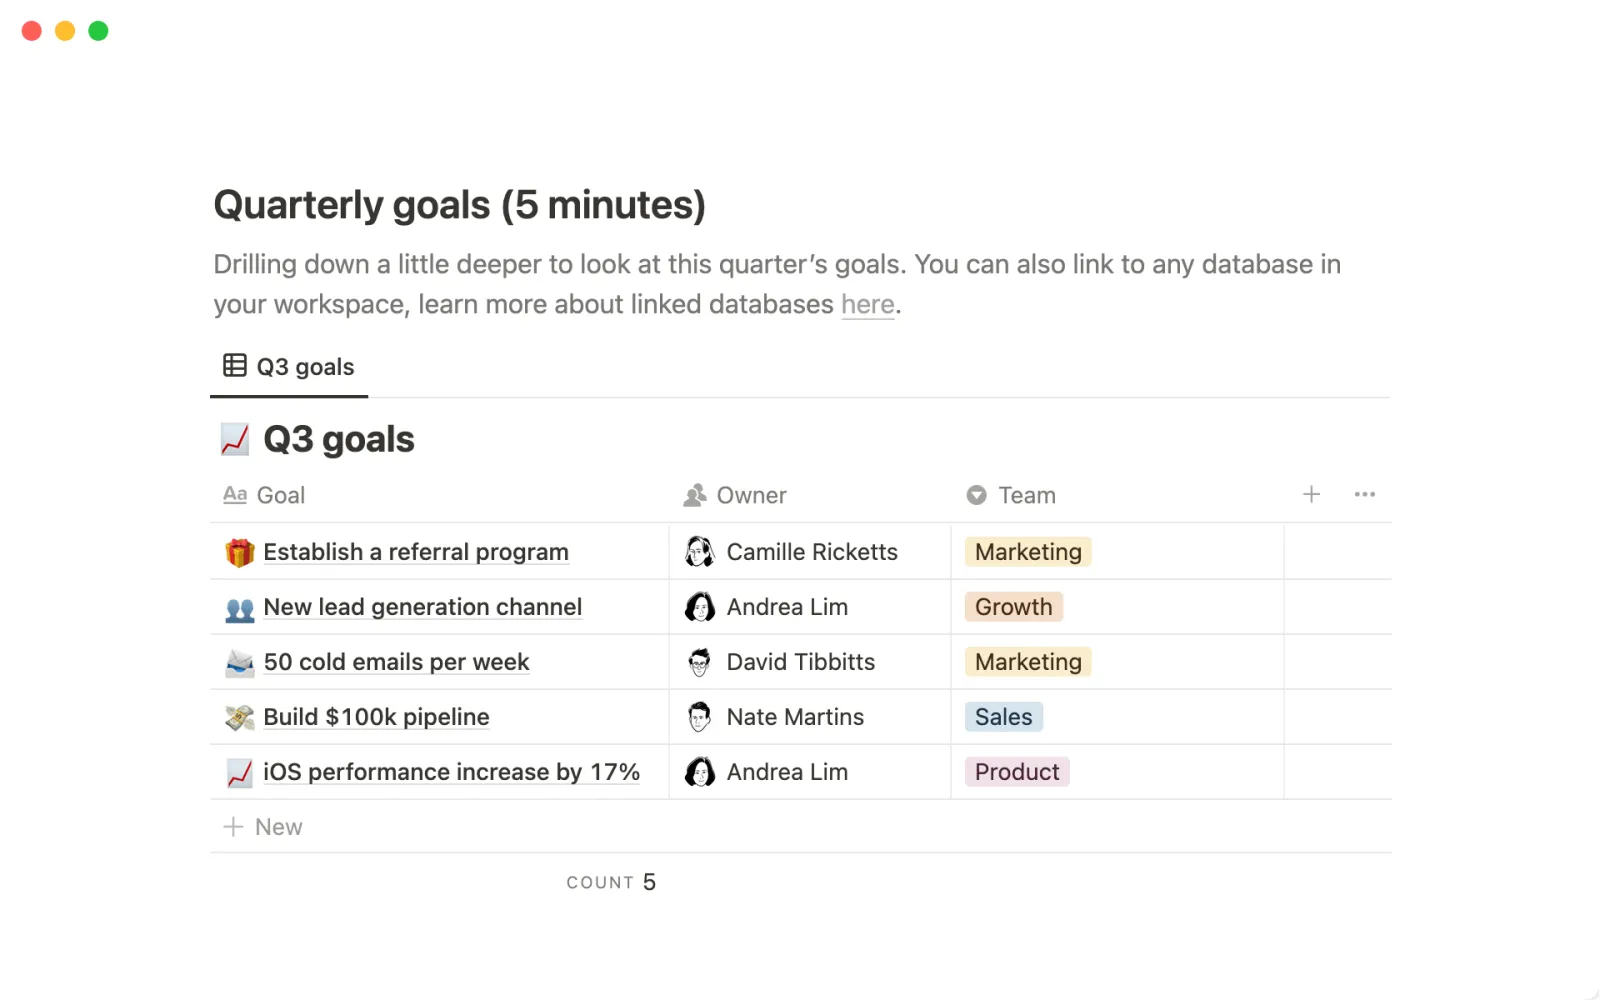 Quarterly goals (5 minutes)
Drilling down a little deeper to look at this quarter’s goals. You can also link to any database in
your workspace, learn more about linked databases here.
Q3 goals
Q3 goals
Aa Goal Owner Team
Establish a referral program Camille Ricketts Marketing
New lead generation channel Andrea Lim Growth
50 cold emails per week David Tibbitts Marketing
Build $100k pipeline Nate Martins Sales
iOS performance increase by 17% Andrea Lim Product
+ New
COUNT 5